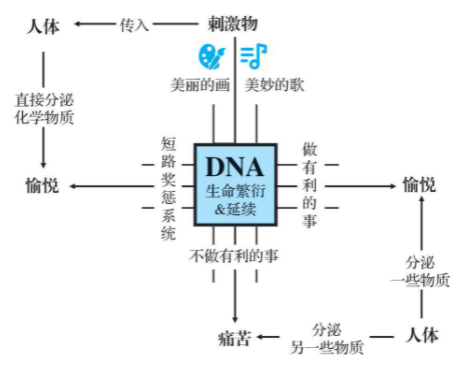 人体
传入
刺激物
美丽的画
美妙的歌
直接分泌
化学物质
愉悦
短路奖惩系统
DNA
生命繁衍
&延续
做有利的事
愉悦
不做有利的事
分泌
一些物质
痛苦
分泌
另一些物质
人体